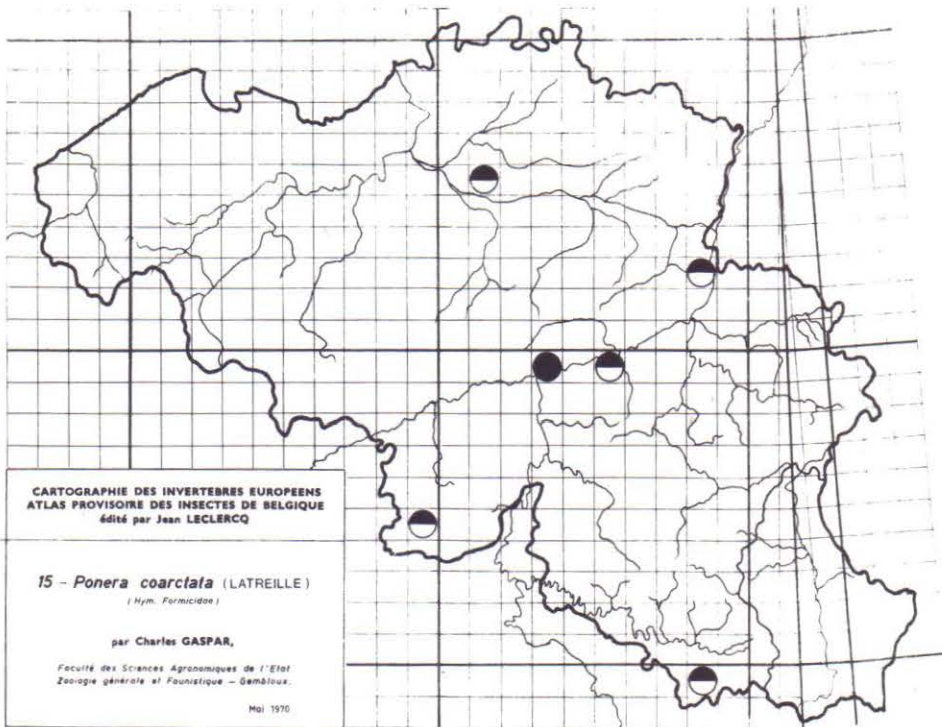 CARTOGRAPHIE DES INVERTEBRES EUROPEENS
ATLAS PROVISOIRE DES INSECTES DE BELGIQUE
édité par Jean LECLERCQ
15 - Ponera coarctata (LATREILLE)
(Hym. Formicidae)
par Charles GASPAR,
Faculté des Sciences Agronomiques de l'Etat
Zoologie générale et Faunistique - Gembloux.
Mai 1970